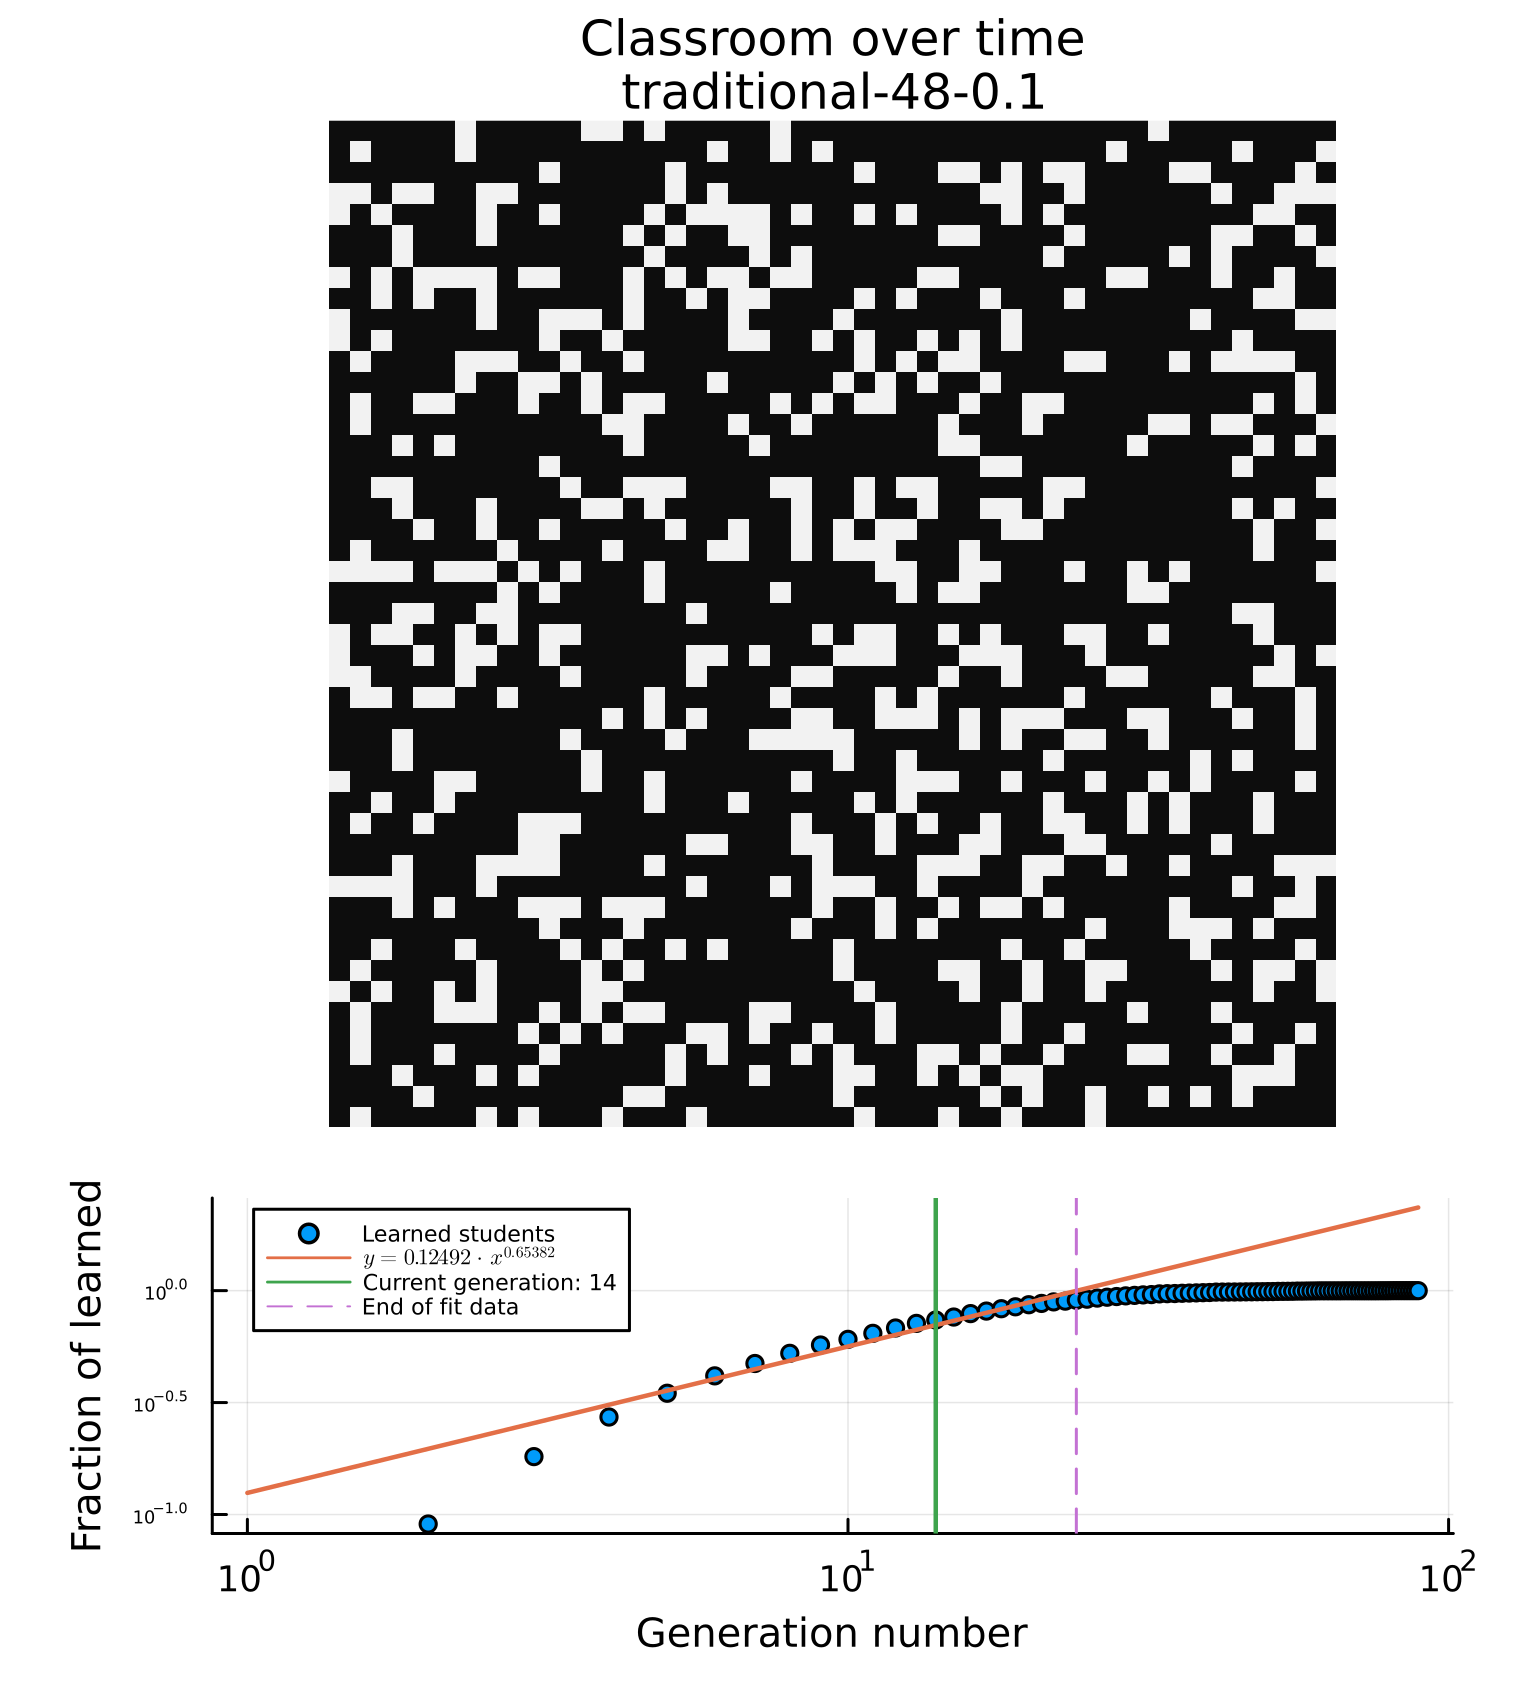 Classroom over time
traditional-48-0.1
Fraction of learned
Learned students
y = 0.12492 · x^0.65382
Current generation: 14
End of fit data
10^0.0
10^−0.5
10^−1.0
10^0
10^1
10^2
Generation number